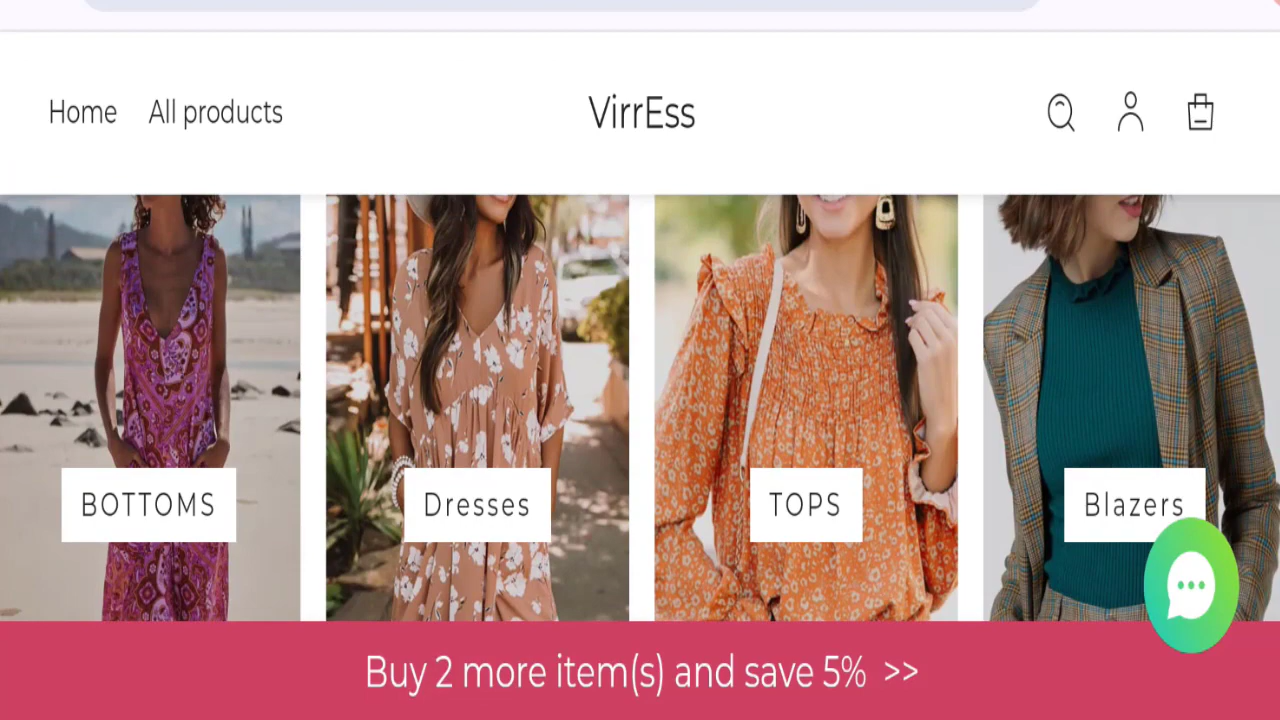 Home All products VirrEss
BOTTOMS Dresses TOPS Blazers
Buy 2 more item(s) and save 5% >>